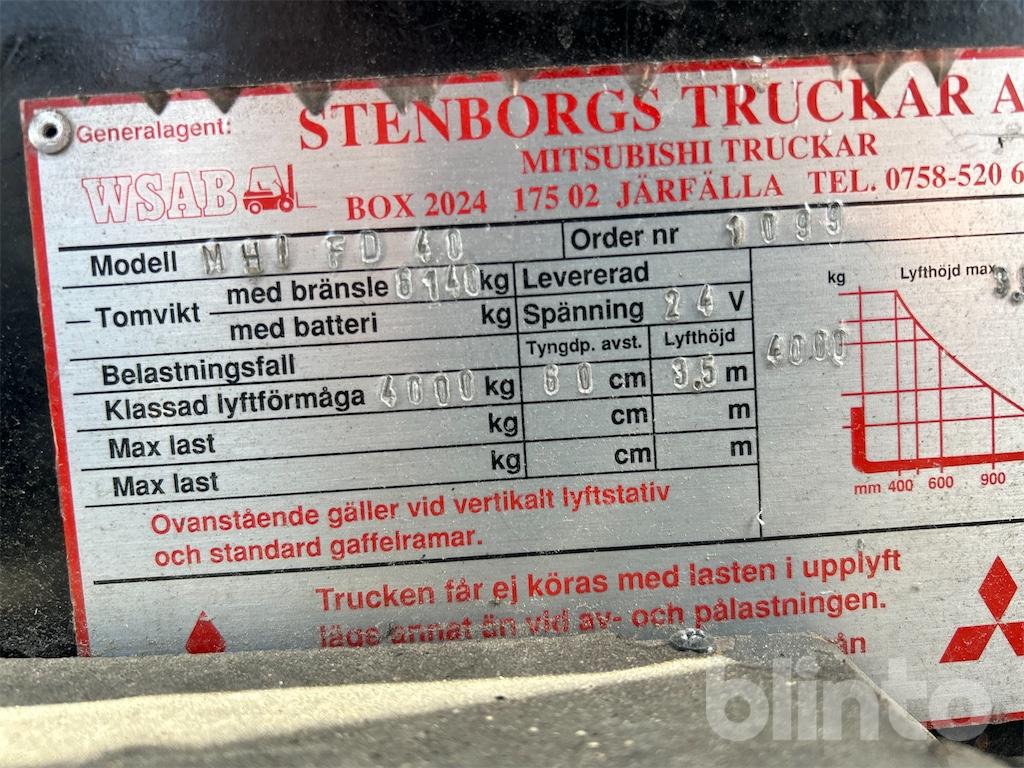 Generalagent:
STENBORGS TRUCKAR A
MITSUBISHI TRUCKAR
WSAB
BOX 2024 175 02 JÄRFÄLLA TEL. 0758-520 6
Modell MHI FD 40 Order nr 1099
Tomvikt
med bränsle 6140 kg Levererad
med batteri kg Spänning 24 V
Belastningsfall Tyngdp. avst. Lyfthöjd
Klassad lyftförmåga 4000 kg 60 cm 3.5 m
Max last kg cm m
Max last kg cm m
kg Lyfthöjd max 3.
4000
mm 400 600 900
Ovanstående gäller vid vertikalt lyftstativ
och standard gaffelramar.
Trucken får ej köras med lasten i upplyft
läge annat än vid av- och pålastningen.
ån
blinto